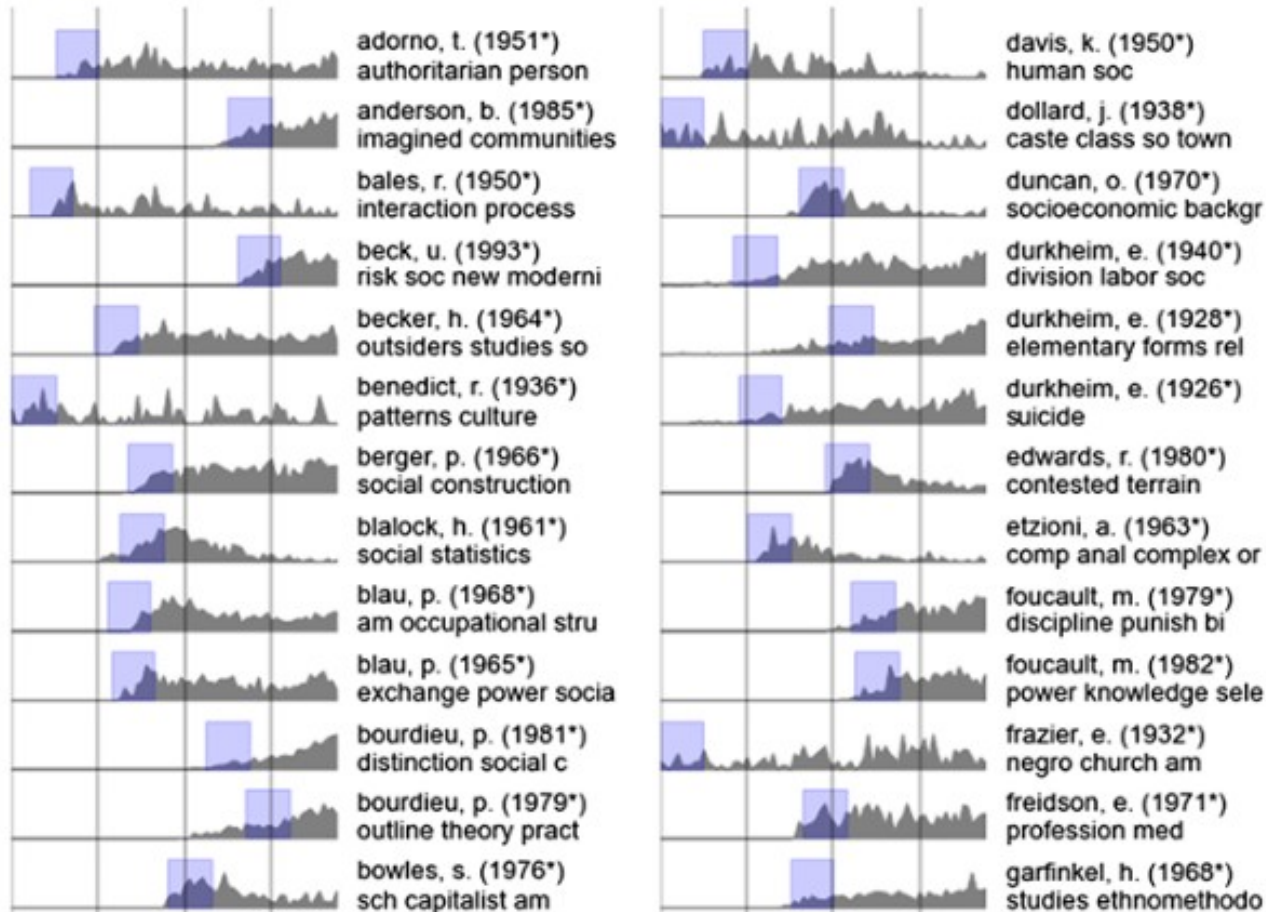 adorno, t. (1951*)
authoritarian person
anderson, b. (1985*)
imagined communities
bales, r. (1950*)
interaction process
beck, u. (1993*)
risk soc new moderni
becker, h. (1964*)
outsiders studies so
benedict, r. (1936*)
patterns culture
berger, p. (1966*)
social construction
blalock, h. (1961*)
social statistics
blau, p. (1968*)
am occupational stru
blau, p. (1965*)
exchange power socia
bourdieu, p. (1981*)
distinction social c
bourdieu, p. (1979*)
outline theory pract
bowles, s. (1976*)
sch capitalist am
davis, k. (1950*)
human soc
dollard, j. (1938*)
caste class so town
duncan, o. (1970*)
socioeconomic backgr
durkheim, e. (1940*)
division labor soc
durkheim, e. (1928*)
elementary forms rel
durkheim, e. (1926*)
suicide
edwards, r. (1980*)
contested terrain
etzioni, a. (1963*)
comp anal complex or
foucault, m. (1979*)
discipline punish bi
foucault, m. (1982*)
power knowledge sele
frazier, e. (1932*)
negro church am
freidson, e. (1971*)
profession med
garfinkel, h. (1968*)
studies ethnomethodo